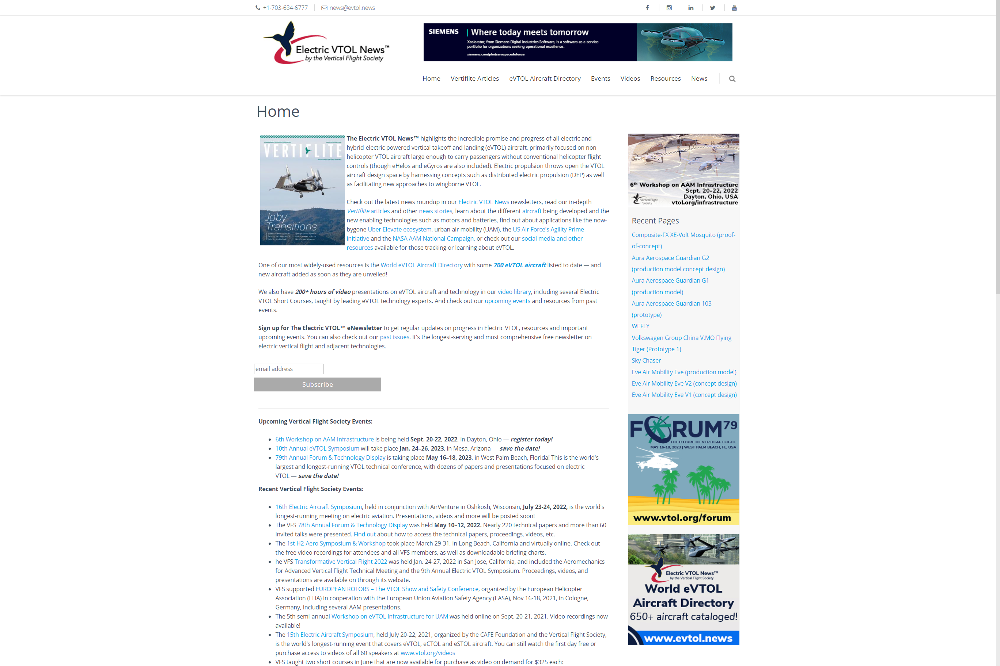 +1-703-684-6777
news@evtol.news
Electric VTOL News™
by the Vertical Flight Society
SIEMENS
Where today meets tomorrow
Xcelerator, from Siemens Digital Industries Software, is a software-as-a-service
portfolio for organizations seeking operational excellence.
siemens.com/plm/aerospacedefense
Home Vertiflite Articles eVTOL Aircraft Directory Events Videos Resources News
Home
VERTIFLITE
N542AJ
Joby
Transitions
The Electric VTOL News™ highlights the incredible promise and progress of all-electric and
hybrid-electric powered vertical takeoff and landing (eVTOL) aircraft, primarily focused on non-
helicopter VTOL aircraft large enough to carry passengers without conventional helicopter flight
controls (though eHelos and eGyros are also included). Electric propulsion throws open the VTOL
aircraft design space by harnessing concepts such as distributed electric propulsion (DEP) as well
as facilitating new approaches to wingborne VTOL.
Check out the latest news roundup in our Electric VTOL News newsletters, read our in-depth
Vertiflite articles and other news stories, learn about the different aircraft being developed and the
new enabling technologies such as motors and batteries, find out about applications like the now-
bygone Uber Elevate ecosystem, urban air mobility (UAM), the US Air Force's Agility Prime
initiative and the NASA AAM National Campaign, or check out our social media and other
resources available for those tracking or learning about eVTOL.
One of our most widely-used resources is the World eVTOL Aircraft Directory with some 700 eVTOL aircraft listed to date — and
new aircraft added as soon as they are unveiled!
We also have 200+ hours of video presentations on eVTOL aircraft and technology in our video library, including several Electric
VTOL Short Courses, taught by leading eVTOL technology experts. And check out our upcoming events and resources from past
events.
Sign up for The Electric VTOL™ eNewsletter to get regular updates on progress in Electric VTOL, resources and important
upcoming events. You can also check out our past issues. It's the longest-serving and most comprehensive free newsletter on
electric vertical flight and adjacent technologies.
email address
Subscribe
Upcoming Vertical Flight Society Events:
6th Workshop on AAM Infrastructure is being held Sept. 20-22, 2022, in Dayton, Ohio — register today!
10th Annual eVTOL Symposium will take place Jan. 24–26, 2023, in Mesa, Arizona — save the date!
79th Annual Forum & Technology Display is taking place May 16–18, 2023, in West Palm Beach, Florida! This is the world's
largest and longest-running VTOL technical conference, with dozens of papers and presentations focused on electric
VTOL — save the date!
Recent Vertical Flight Society Events:
16th Electric Aircraft Symposium, held in conjunction with AirVenture in Oshkosh, Wisconsin, July 23-24, 2022, is the world's
longest-running meeting on electric aviation. Presentations, videos and more will be posted soon!
The VFS 78th Annual Forum & Technology Display was held May 10–12, 2022. Nearly 220 technical papers and more than 60
invited talks were presented. Find out about how to access the technical papers, proceedings, videos, etc.
The 1st H2-Aero Symposium & Workshop took place March 29-31, in Long Beach, California and virtually online. Check out
the free video recordings for attendees and all VFS members, as well as downloadable briefing charts.
he VFS Transformative Vertical Flight 2022 was held Jan. 24-27, 2022 in San Jose, California, and included the Aeromechanics
for Advanced Vertical Flight Technical Meeting and the 9th Annual Electric VTOL Symposium. Proceedings, videos, and
presentations are available on through its website.
VFS supported EUROPEAN ROTORS – The VTOL Show and Safety Conference, organized by the European Helicopter
Association (EHA) in cooperation with the European Union Aviation Safety Agency (EASA), Nov 16-18, 2021, in Cologne,
Germany, including several AAM presentations.
The 5th semi-annual Workshop on eVTOL Infrastructure for UAM was held online on Sept. 20-21, 2021. Video recordings now
available!
The 15th Electric Aircraft Symposium, held July 20-22, 2021, organized by the CAFE Foundation and the Vertical Flight Society,
is the world's longest-running event that covers eVTOL, eCTOL and eSTOL aircraft. You can still watch the first day free or
purchase access to videos of all 60 speakers at www.vtol.org/videos
VFS taught two short courses in June that are now available for purchase as video on demand for $325 each:
6th Workshop on AAM Infrastructure
Sept. 20-22, 2022
Dayton, Ohio, USA
vtol.org/infrastructure
Vertical Flight
Society
Recent Pages
Composite-FX XE-Volt Mosquito (proof-
of-concept)
Aura Aerospace Guardian G2
(production model concept design)
Aura Aerospace Guardian G1
(production model)
Aura Aerospace Guardian 103
(prototype)
WEFLY
Volkswagen Group China V.MO Flying
Tiger (Prototype 1)
Sky Chaser
Eve Air Mobility Eve (production model)
Eve Air Mobility Eve V2 (concept design)
Eve Air Mobility Eve V1 (concept design)
FORUM 79
THE FUTURE OF VERTICAL FLIGHT
MAY 16-18, 2023 | WEST PALM BEACH, FL, USA
www.vtol.org/forum
Electric VTOL News™
by the Vertical Flight Society
World eVTOL
Aircraft Directory
650+ aircraft cataloged!
www.evtol.news